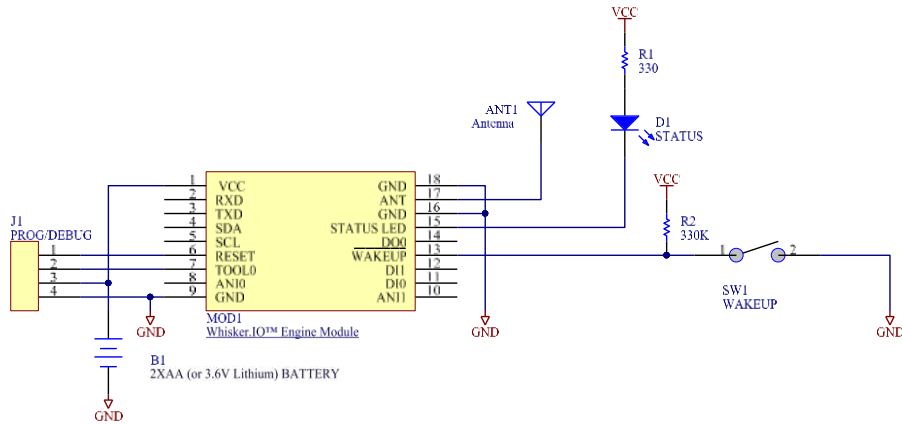 VCC
R1
330
ANT1
Antenna
D1
STATUS
VCC
R2
330K
J1
PROG/DEBUG
1
2
3
4
1 VCC
2 RXD
3 TXD
4 SDA
5 SCL
6 RESET
7 TOOL0
8 ANI0
9 GND
GND 18
ANT 17
GND 16
STATUS LED 15
DO0 14
WAKEUP 13
DI1 12
DI0 11
ANI1 10
1 2
SW1
WAKEUP
MOD1
Whisker.IO™ Engine Module
GND
GND
GND
B1
2XAA (or 3.6V Lithium) BATTERY
GND